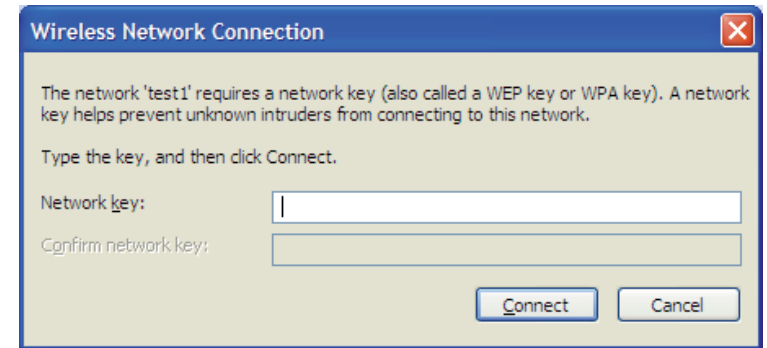 Wireless Network Connection
The network 'test1' requires a network key (also called a WEP key or WPA key). A network
key helps prevent unknown intruders from connecting to this network.
Type the key, and then click Connect.
Network key:
Confirm network key:
Connect Cancel